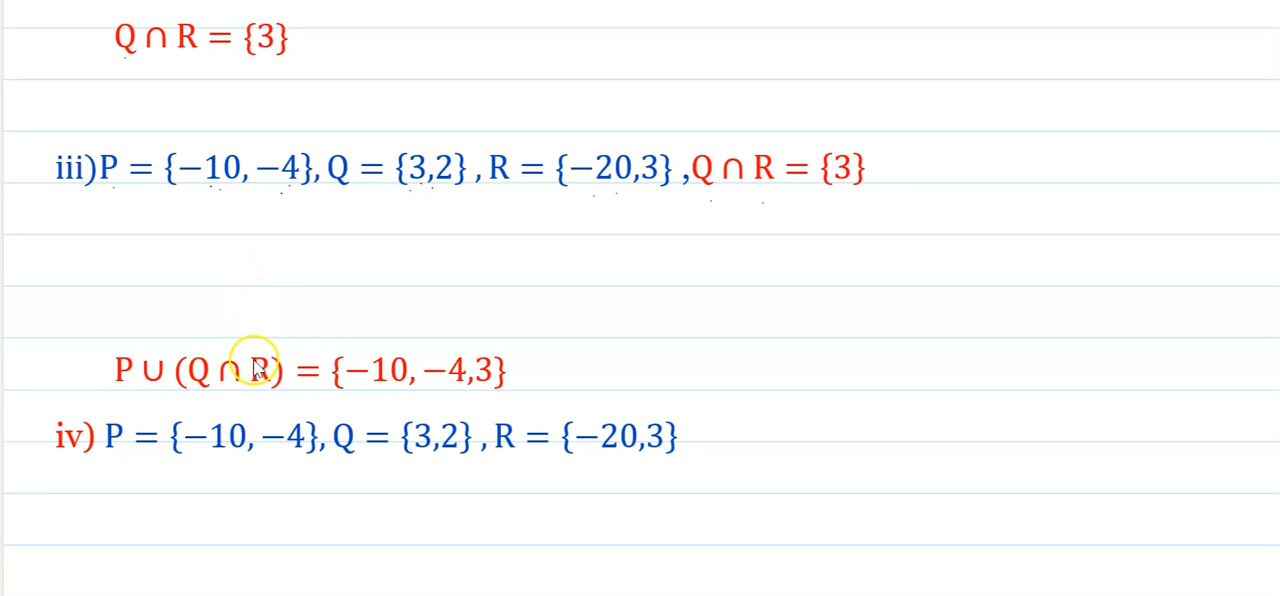 Q ∩ R = {3}
iii)P = {−10, −4}, Q = {3,2} , R = {−20,3} ,Q ∩ R = {3}
P ∪ (Q ∩ R) = {−10, −4,3}
iv) P = {−10, −4}, Q = {3,2} , R = {−20,3}